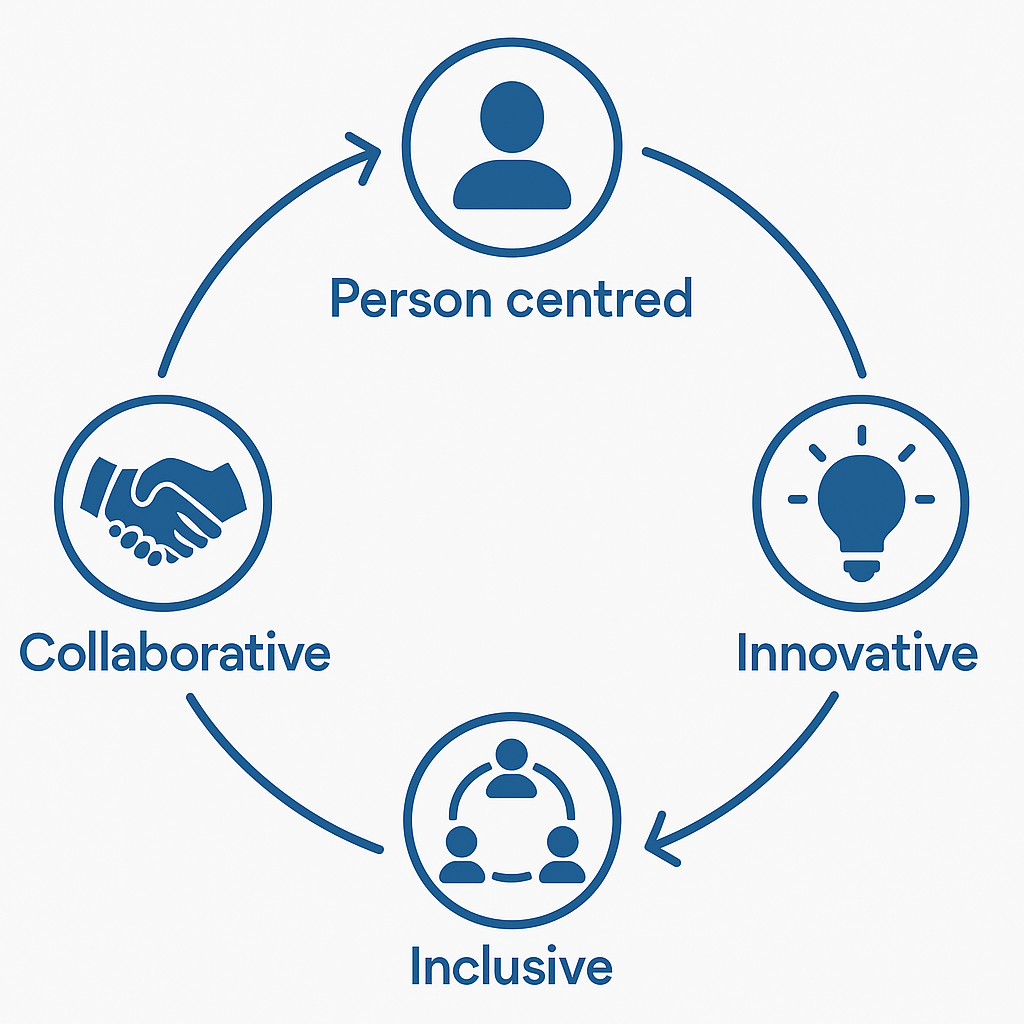 Person centred
Collaborative
Innovative
Inclusive